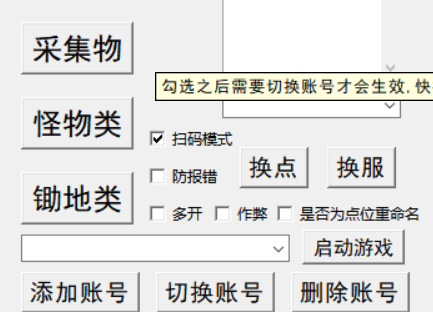 采集物
勾选之后需要切换账号才会生效,快
怪物类
扫码模式
防报错
换点 换服
锄地类
多开 作弊 是否为点位重命名
启动游戏
添加账号 切换账号 删除账号